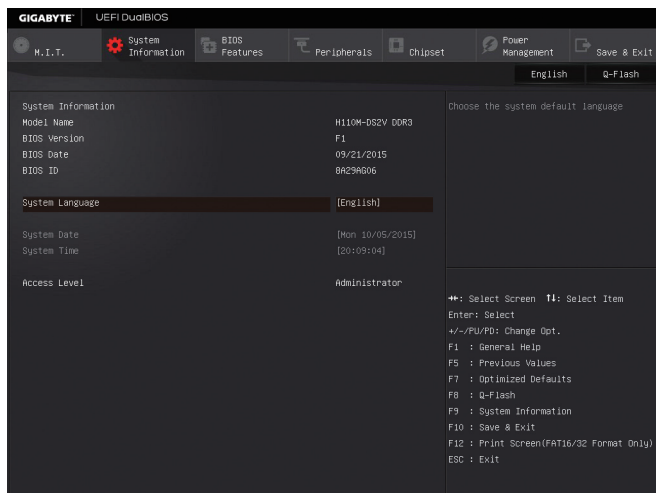 GIGABYTE™ UEFI DualBIOS
M.I.T.
System Information
BIOS Features
Peripherals
Chipset
Power Management
Save & Exit
English Q-Flash
System Information
Model Name H110M-DS2V DDR3
BIOS Version F1
BIOS Date 09/21/2015
BIOS ID 8A29AG06
System Language [English]
System Date [Mon 10/05/2015]
System Time [20:09:04]
Access Level Administrator
Choose the system default language
→←: Select Screen ↑↓: Select Item
Enter: Select
+/-/PU/PD: Change Opt.
F1 : General Help
F5 : Previous Values
F7 : Optimized Defaults
F8 : Q-Flash
F9 : System Information
F10 : Save & Exit
F12 : Print Screen(FAT16/32 Format Only)
ESC : Exit